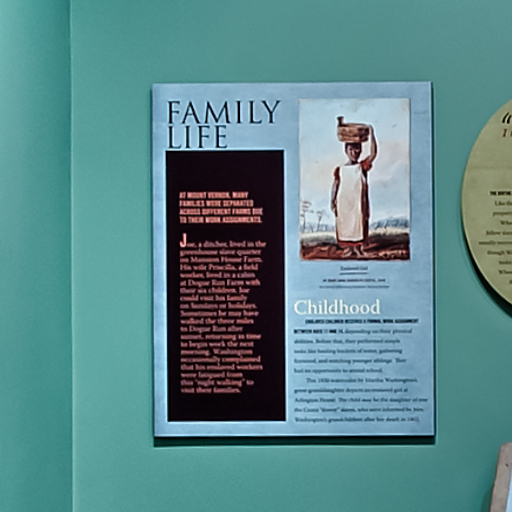 FAMILY
LIFE
AT MOUNT VERNON, MANY
FAMILIES WERE SEPARATED
ACROSS DIFFERENT FARMS DUE
TO THEIR WORK ASSIGNMENTS.
Joe, a ditcher, lived in the
greenhouse slave quarter
on Mansion House Farm.
His wife Priscilla, a field
worker, lived in a cabin
at Dogue Run Farm with
their six children. Joe
could visit his family
on Sundays or holidays.
Sometimes he may have
walked the three miles
to Dogue Run after
sunset, returning in time
to begin work the next
morning. Washington
occasionally complained
that his enslaved workers
were fatigued from
this "night walking" to
visit their families.
Enslaved Girl
Childhood
ENSLAVED CHILDREN RECEIVED A FORMAL WORK ASSIGNMENT
BETWEEN AGES 11 AND 14, depending on their physical
abilities. Before that, they performed simple
tasks like hauling buckets of water, gathering
firewood, and watching younger siblings. They
had no opportunity to attend school.
This 1830 watercolor by Martha Washington's
great-granddaughter depicts an enslaved girl at
Arlington House. The child may be the daughter of one
the Custis "dower" slaves, who were inherited by
Washington's grandchildren after her death in 1802.